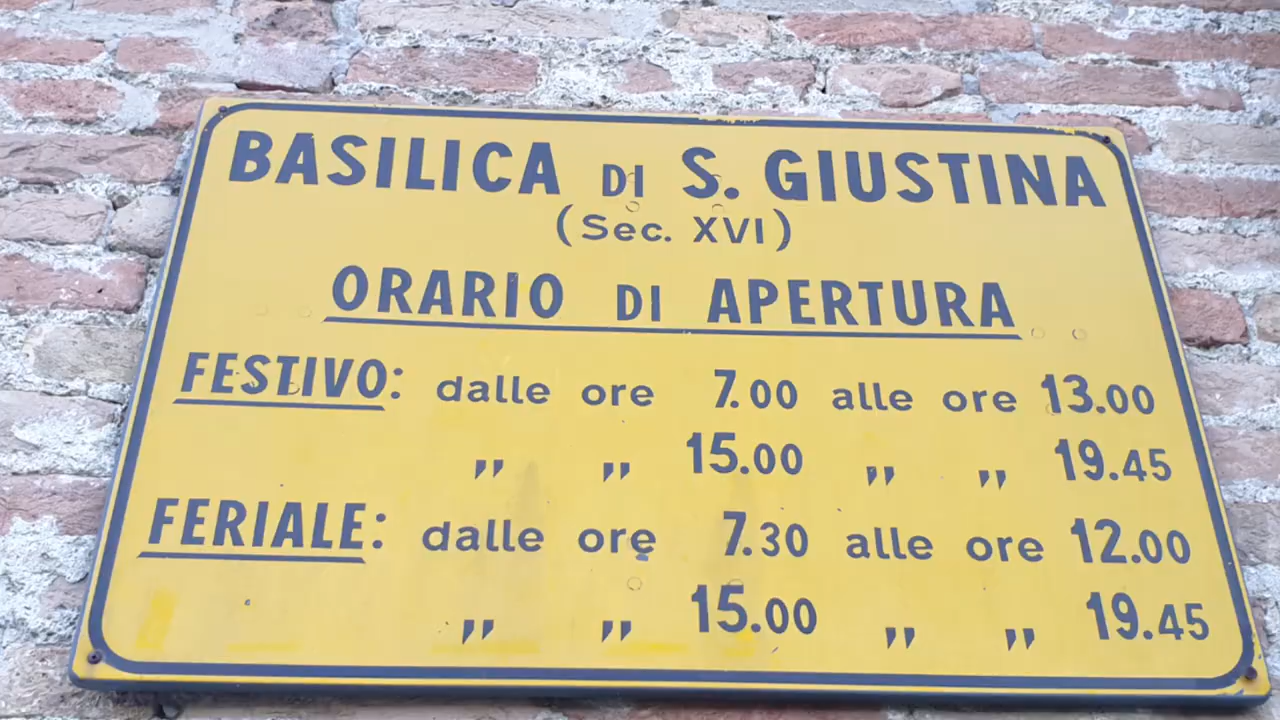 BASILICA DI S. GIUSTINA
(Sec. XVI)
ORARIO DI APERTURA
FESTIVO: dalle ore 7.00 alle ore 13.00
„ „ 15.00 „ „ 19.45
FERIALE: dalle ore 7.30 alle ore 12.00
„ „ 15.00 „ „ 19.45